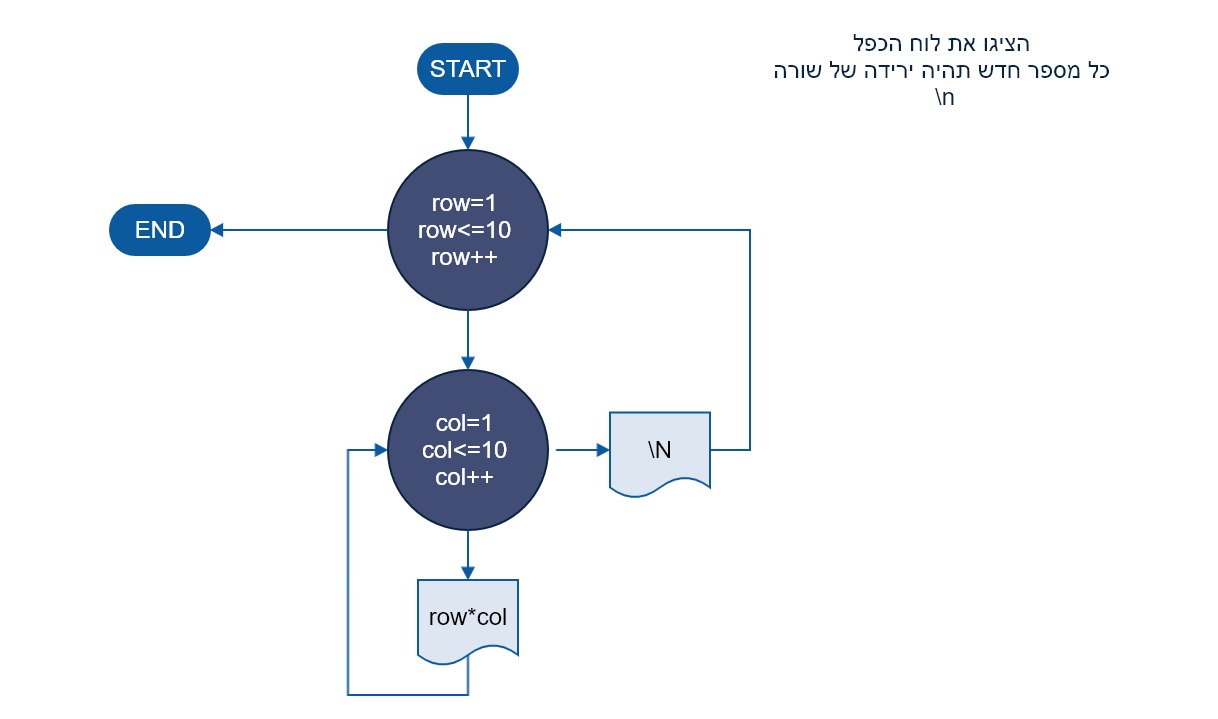 הציגו את לוח הכפל
כל מספר חדש תהיה ירידה של שורה
\n
START
row=1
row<=10
row++
END
col=1
col<=10
col++
\N
row*col